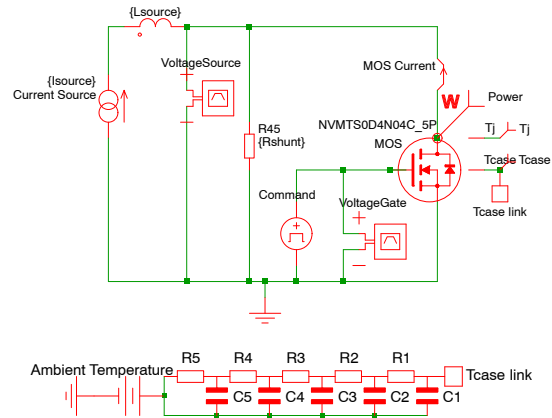 {Lsource}
VoltageSource
{Isource}
Current Source
MOS Current
W
Power
R45
{Rshunt}
NVMTS0D4N04C_5P
MOS
Tj Tj
Tcase Tcase
Tcase link
Command
VoltageGate
Ambient Temperature
R5 R4 R3 R2 R1
Tcase link
C5 C4 C3 C2 C1